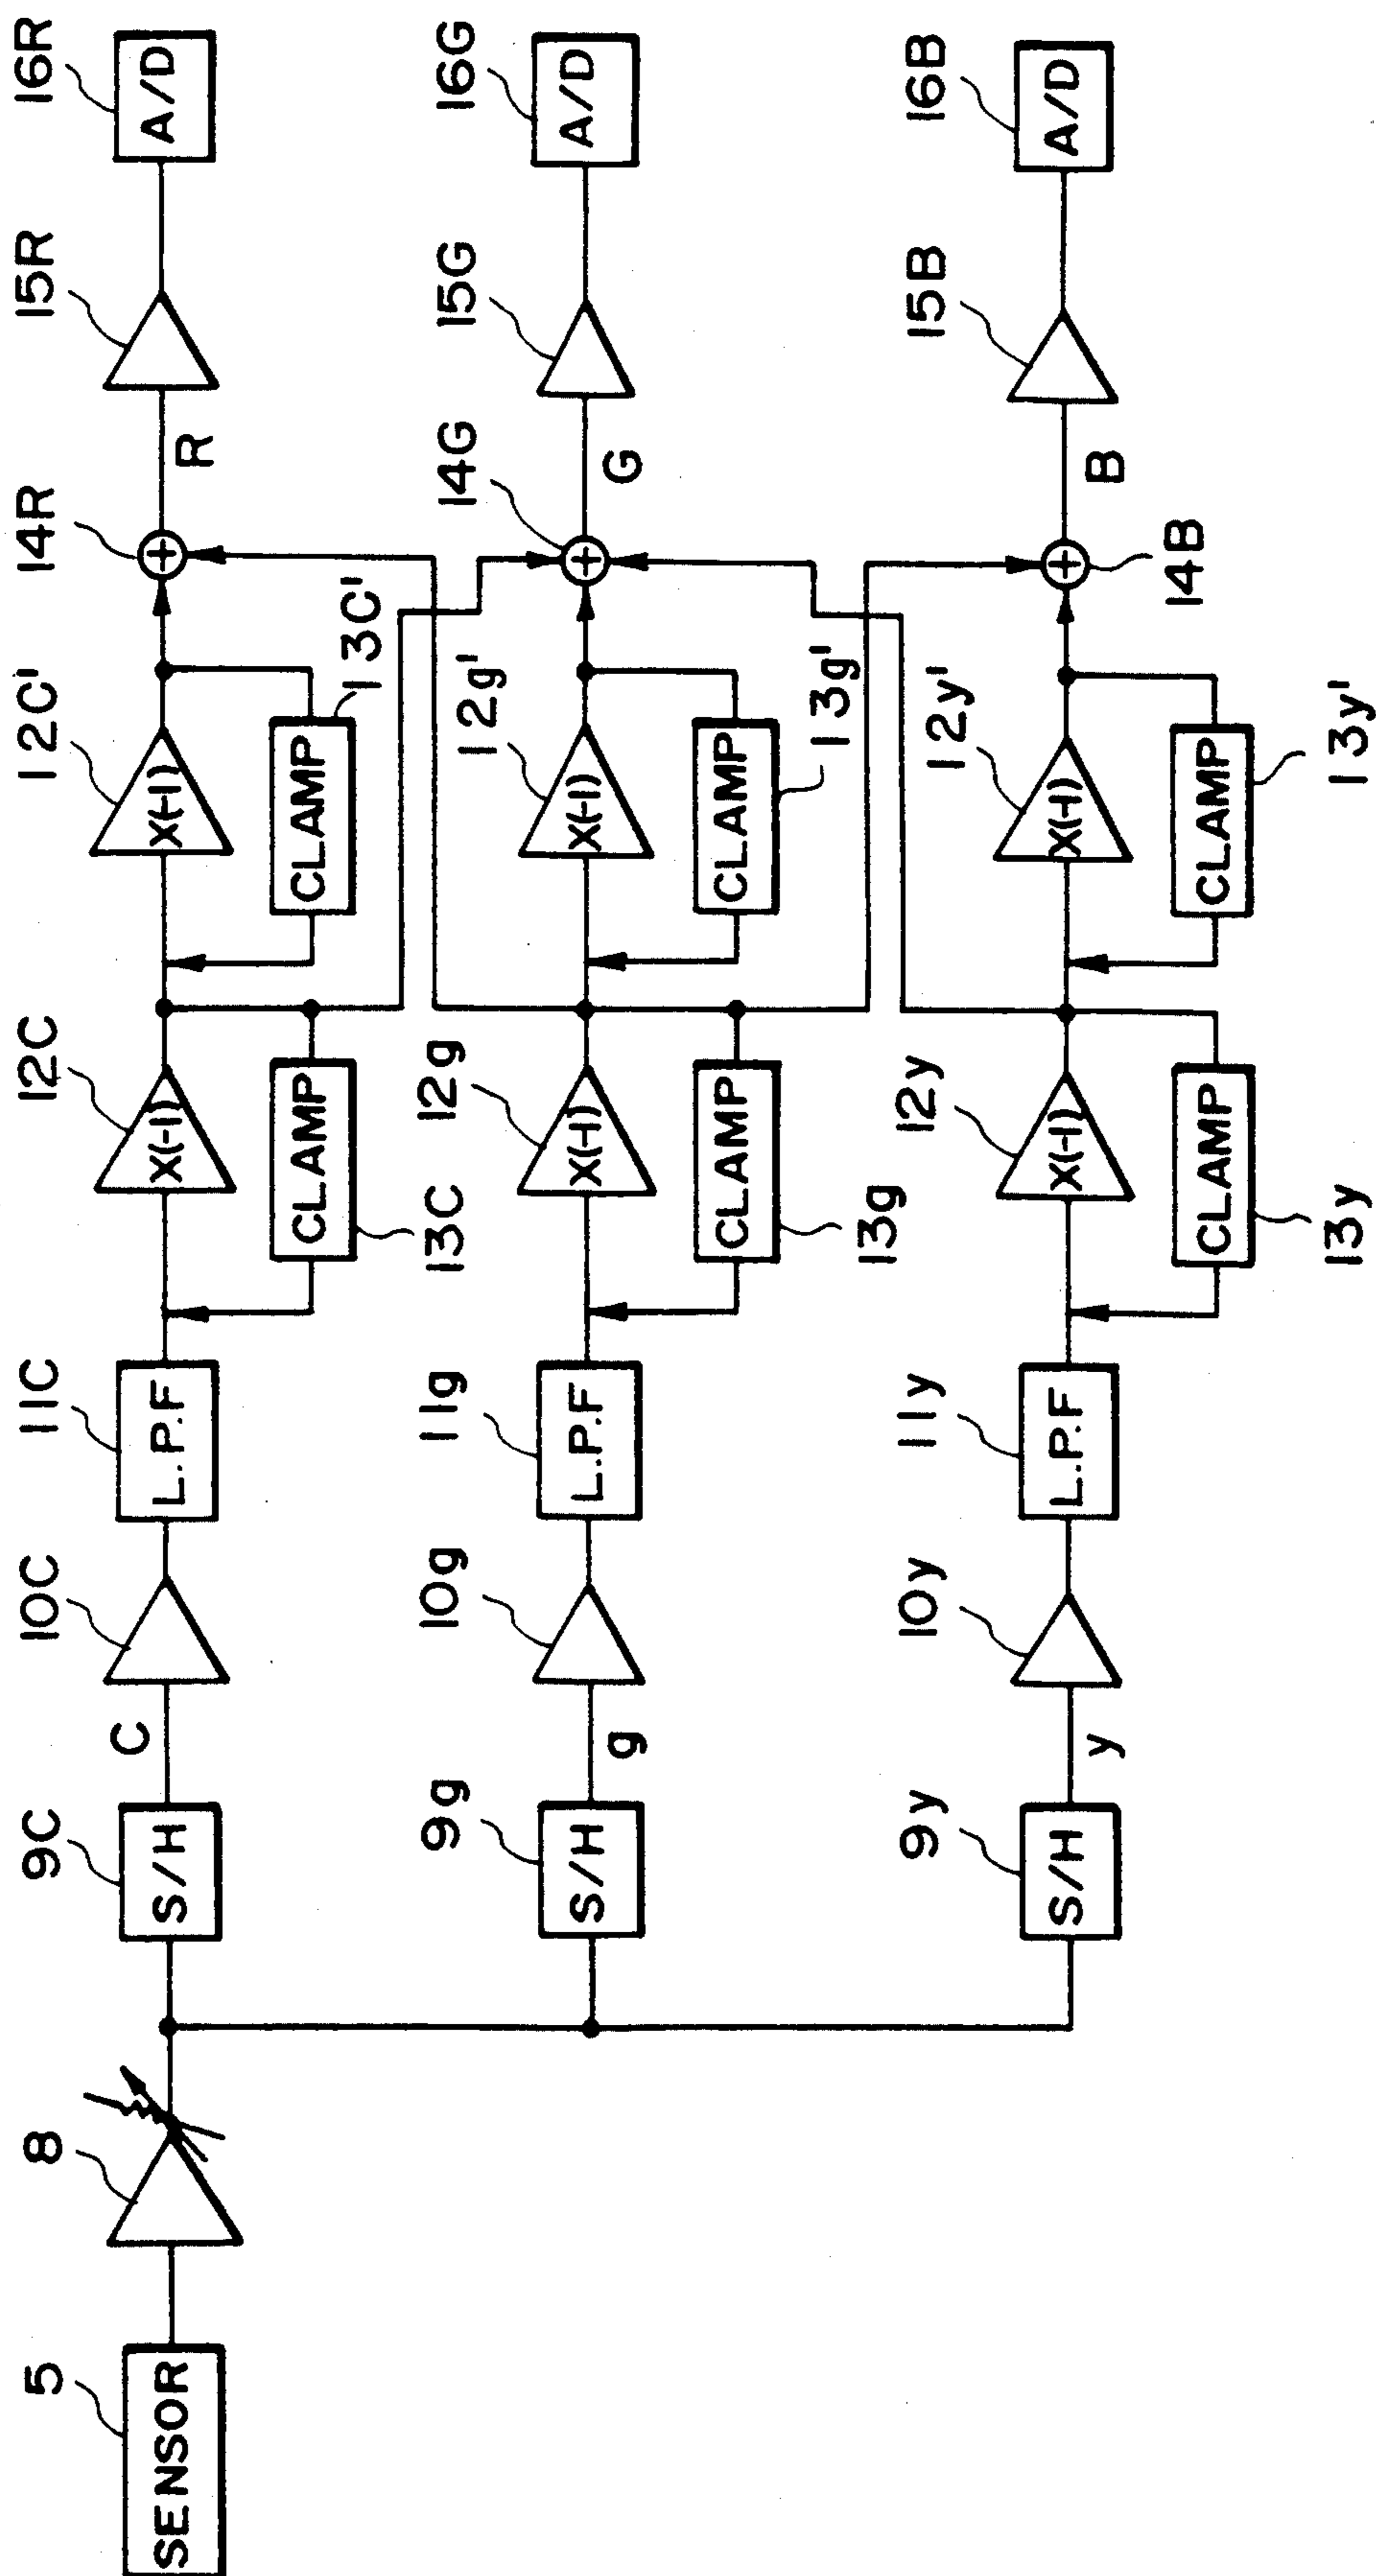 5
SENSOR
8
9C
S/H
C
10C
11C
L.P.F
12C
X(-1)
CLAMP
13C
12C'
X(-1)
CLAMP
13C'
14R
+
R
15R
16R
A/D
9g
S/H
g
10g
11g
L.P.F
12g
X(-1)
CLAMP
13g
12g'
X(-1)
CLAMP
13g'
14G
+
G
15G
16G
A/D
9y
S/H
y
10y
11y
L.P.F
12y
X(-1)
CLAMP
13y
12y'
X(-1)
CLAMP
13y'
14B
+
B
15B
16B
A/D